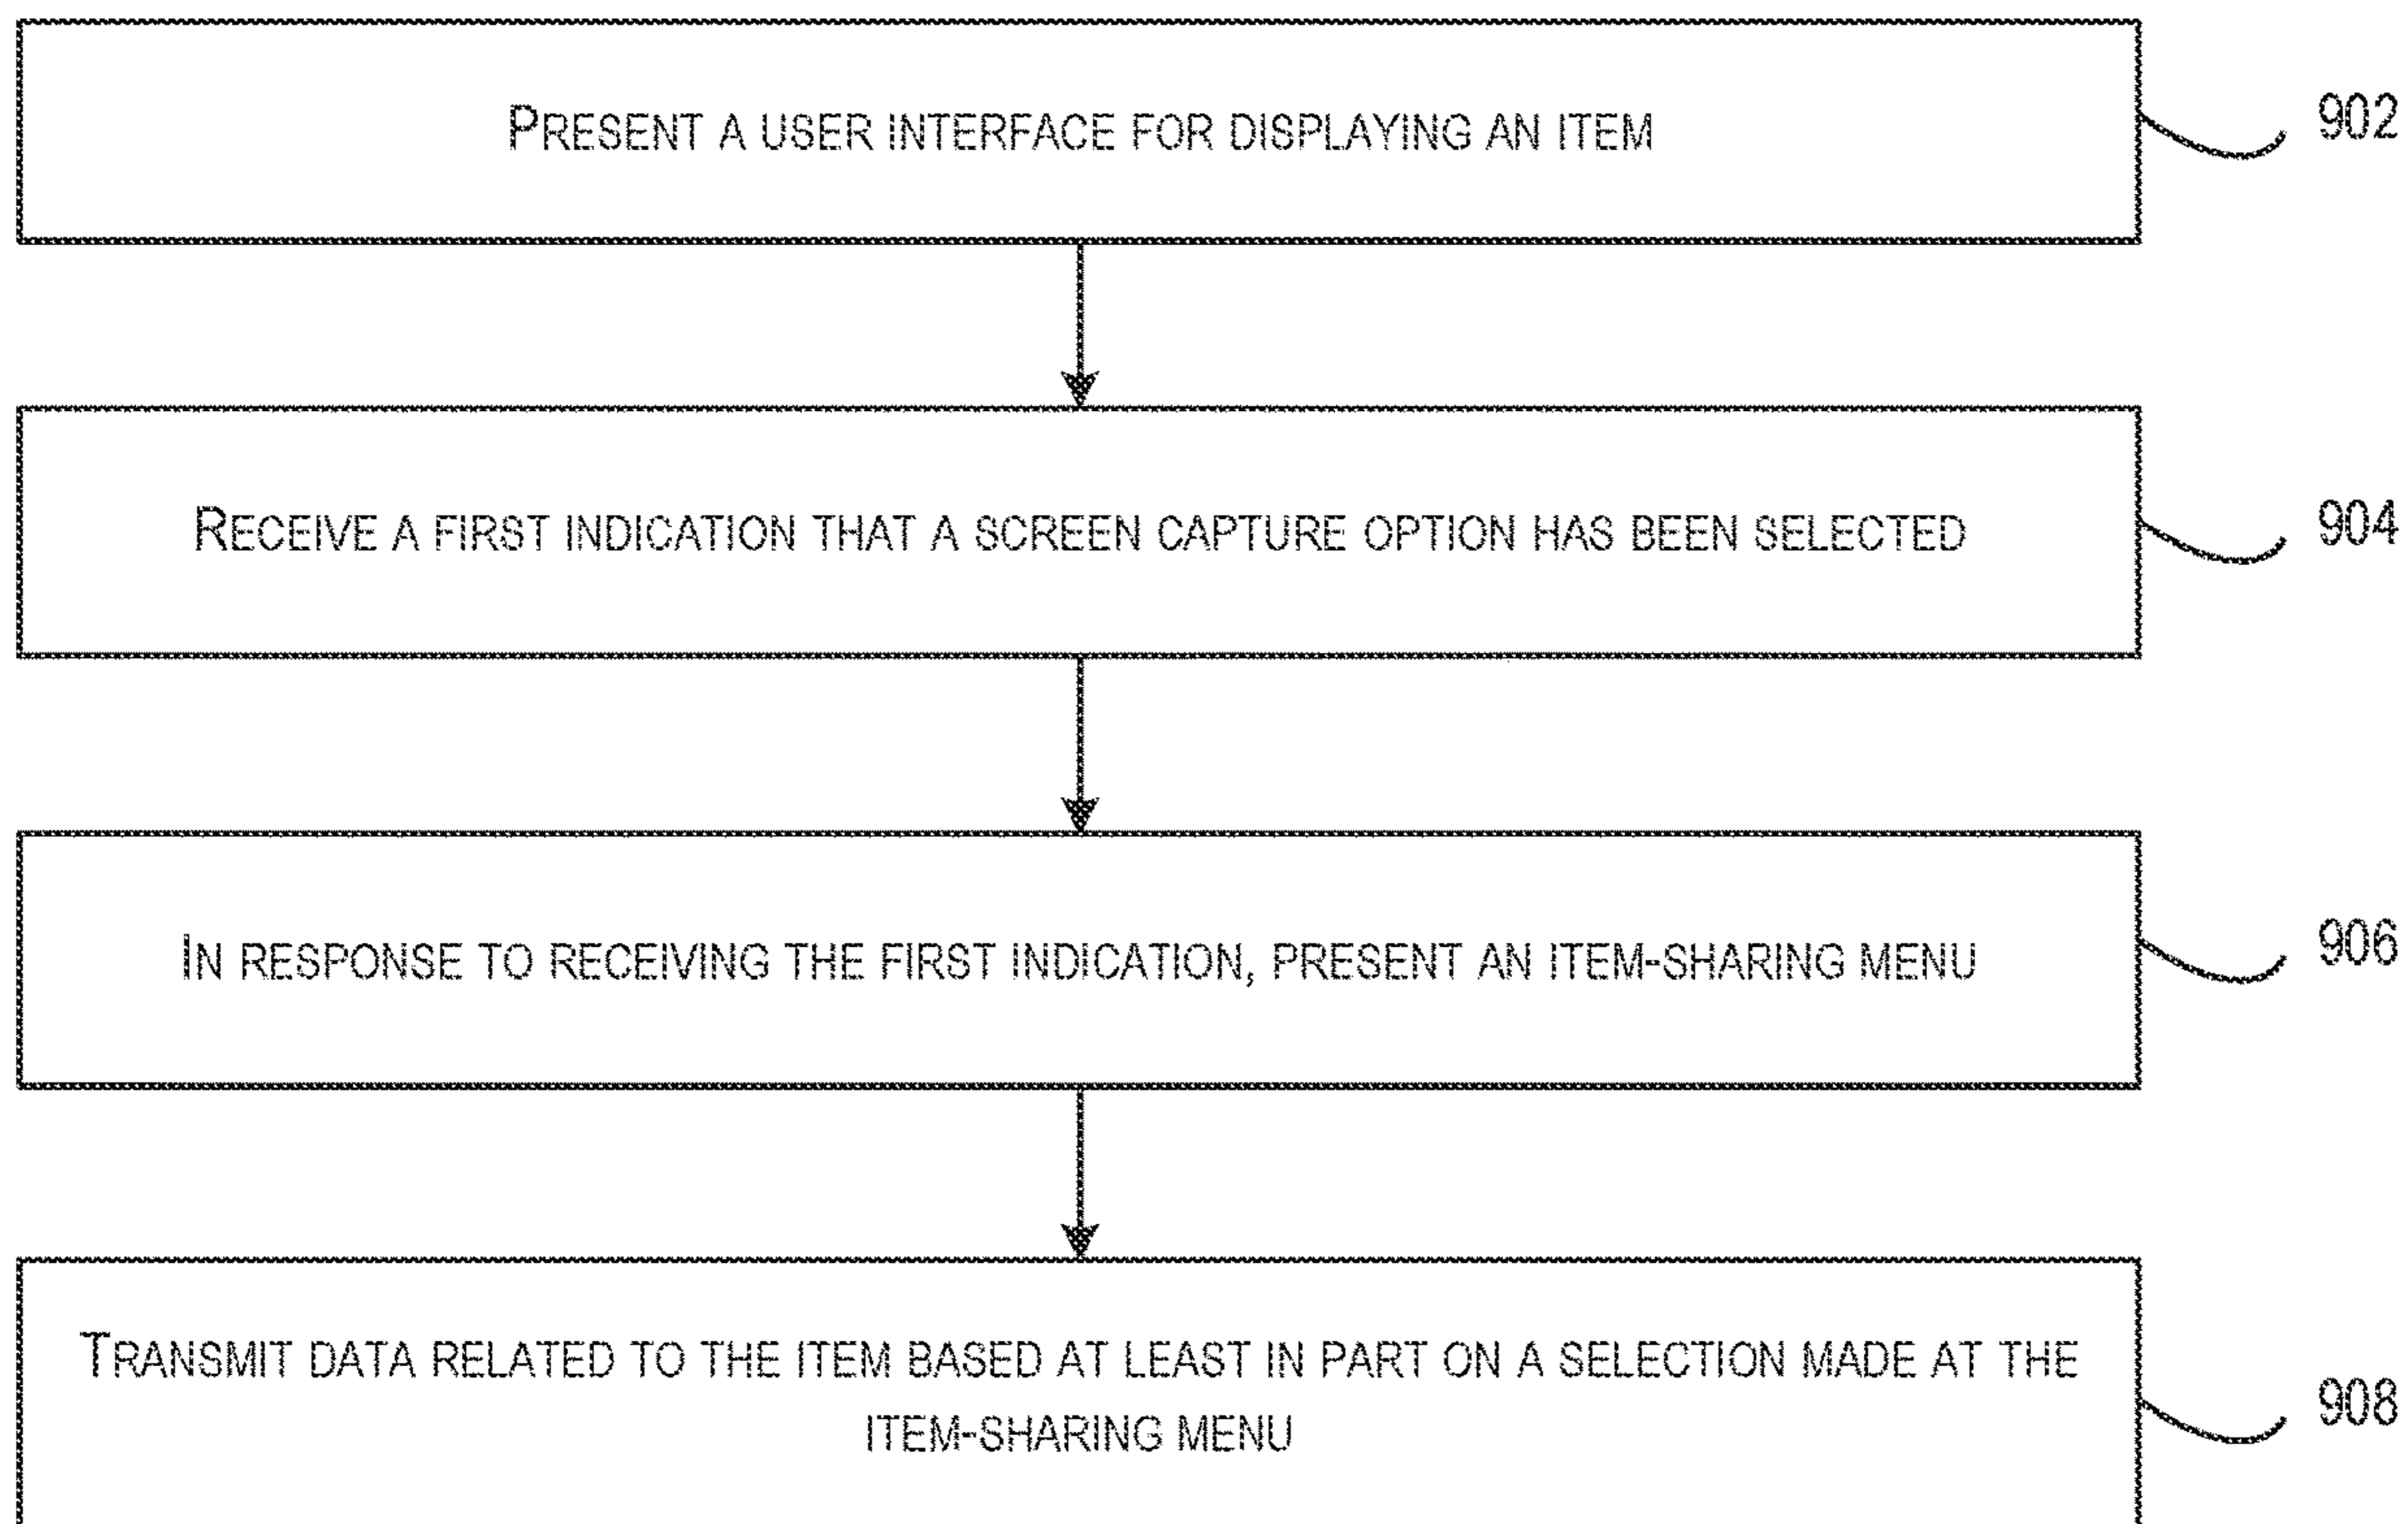 PRESENT A USER INTERFACE FOR DISPLAYING AN ITEM
902
RECEIVE A FIRST INDICATION THAT A SCREEN CAPTURE OPTION HAS BEEN SELECTED
904
IN RESPONSE TO RECEIVING THE FIRST INDICATION, PRESENT AN ITEM-SHARING MENU
906
TRANSMIT DATA RELATED TO THE ITEM BASED AT LEAST IN PART ON A SELECTION MADE AT THE
ITEM-SHARING MENU
908